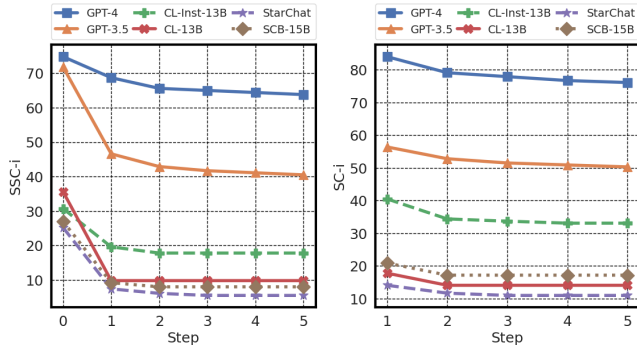 GPT-4 CL-Inst-13B StarChat
GPT-3.5 CL-13B SCB-15B
SSC-i
70
60
50
40
30
20
10
0 1 2 3 4 5
Step
GPT-4 CL-Inst-13B StarChat
GPT-3.5 CL-13B SCB-15B
SC-i
80
70
60
50
40
30
20
10
1 2 3 4 5
Step